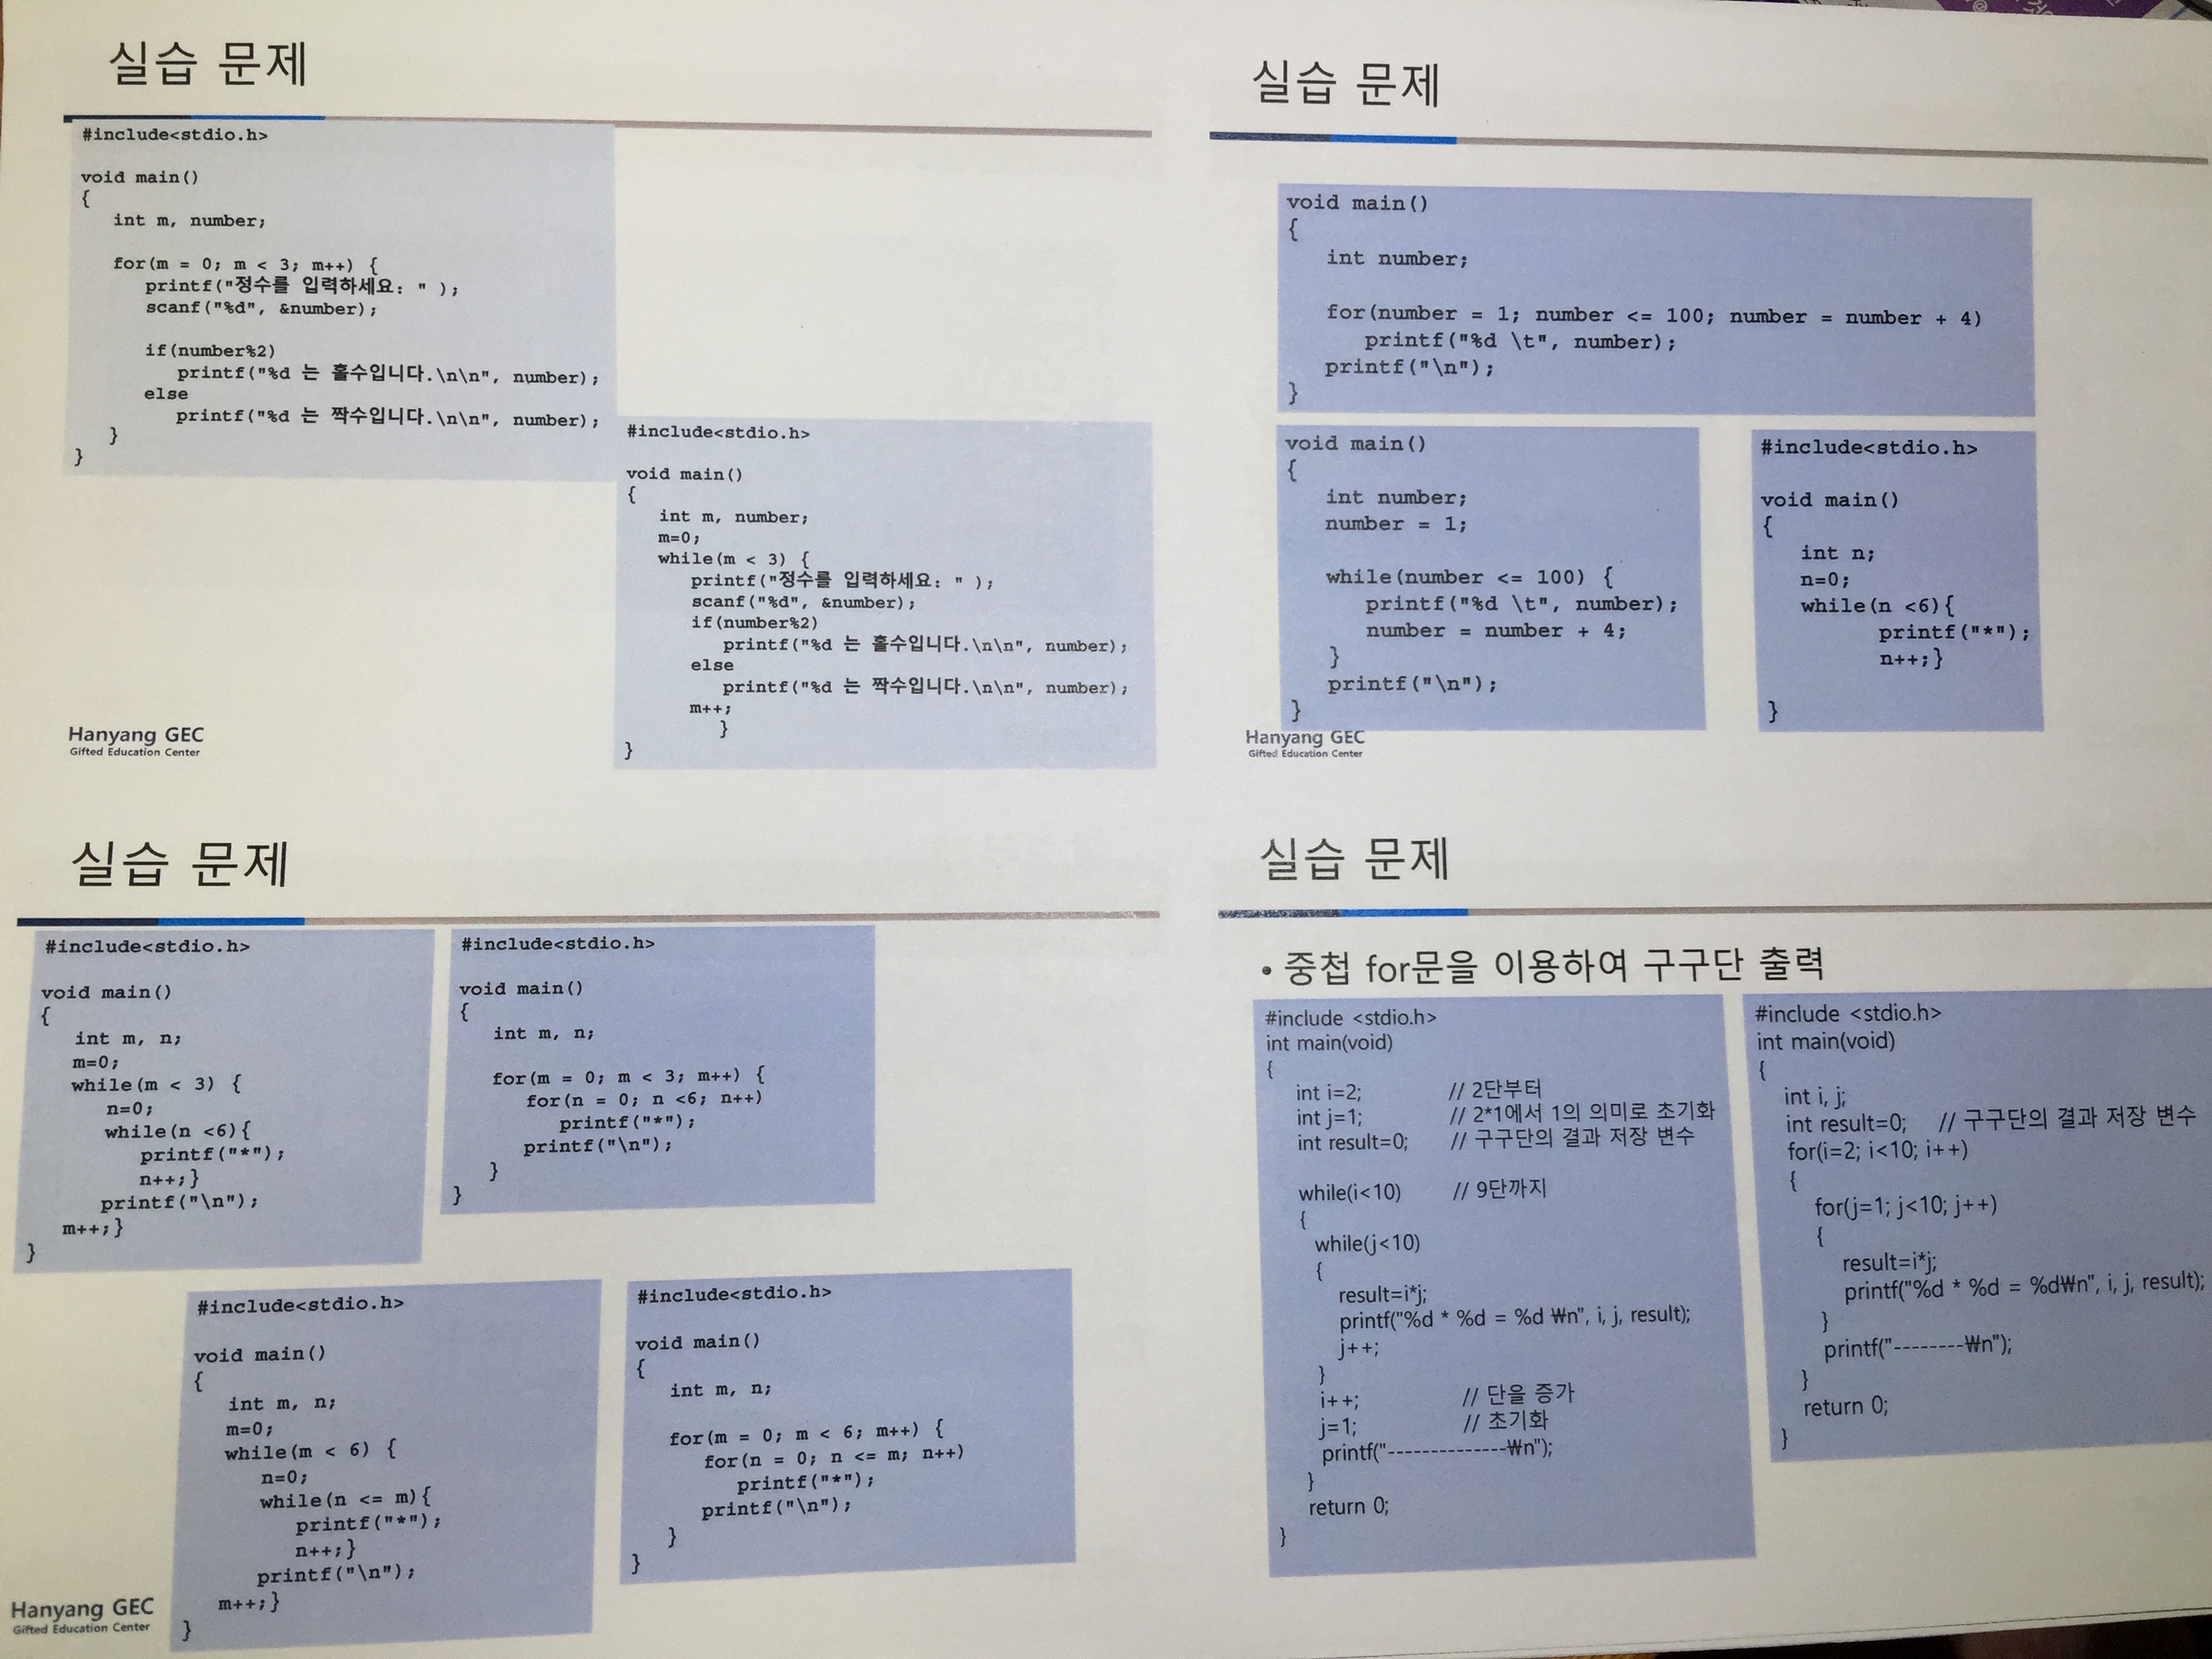 실습 문제
#include<stdio.h>
void main()
{
int m, number;
for(m = 0; m < 3; m++) {
printf("정수를 입력하세요: " );
scanf("%d", &number);
if(number%2)
printf("%d 는 홀수입니다.\n\n", number);
else
printf("%d 는 짝수입니다.\n\n", number);
}
}
#include<stdio.h>
void main()
{
int m, number;
m=0;
while(m < 3) {
printf("정수를 입력하세요: " );
scanf("%d", &number);
if(number%2)
printf("%d 는 홀수입니다.\n\n", number);
else
printf("%d 는 짝수입니다.\n\n", number);
m++;
}
}
Hanyang GEC
Gifted Education Center
실습 문제
void main()
{
int number;
for(number = 1; number <= 100; number = number + 4)
printf("%d \t", number);
printf("\n");
}
void main()
{
int number;
number = 1;
while(number <= 100) {
printf("%d \t", number);
number = number + 4;
}
printf("\n");
}
#include<stdio.h>
void main()
{
int n;
n=0;
while(n <6){
printf("*");
n++;}
}
Hanyang GEC
Gifted Education Center
실습 문제
#include<stdio.h>
void main()
{
int m, n;
m=0;
while(m < 3) {
n=0;
while(n <6){
printf("*");
n++;}
printf("\n");
m++;}
}
#include<stdio.h>
void main()
{
int m, n;
for(m = 0; m < 3; m++) {
for(n = 0; n <6; n++)
printf("*");
printf("\n");
}
}
#include<stdio.h>
void main()
{
int m, n;
m=0;
while(m < 6) {
n=0;
while(n <= m){
printf("*");
n++;}
printf("\n");
m++;}
}
#include<stdio.h>
void main()
{
int m, n;
for(m = 0; m < 6; m++) {
for(n = 0; n <= m; n++)
printf("*");
printf("\n");
}
}
Hanyang GEC
Gifted Education Center
실습 문제
• 중첩 for문을 이용하여 구구단 출력
#include <stdio.h>
int main(void)
{
int i=2; // 2단부터
int j=1; // 2*1에서 1의 의미로 초기화
int result=0; // 구구단의 결과 저장 변수
while(i<10) // 9단까지
{
while(j<10)
{
result=i*j;
printf("%d * %d = %d ₩n", i, j, result);
j++;
}
i++; // 단을 증가
j=1; // 초기화
printf("--------------₩n");
}
return 0;
}
#include <stdio.h>
int main(void)
{
int i, j;
int result=0; // 구구단의 결과 저장 변수
for(i=2; i<10; i++)
{
for(j=1; j<10; j++)
{
result=i*j;
printf("%d * %d = %d₩n", i, j, result);
}
printf("--------₩n");
}
return 0;
}